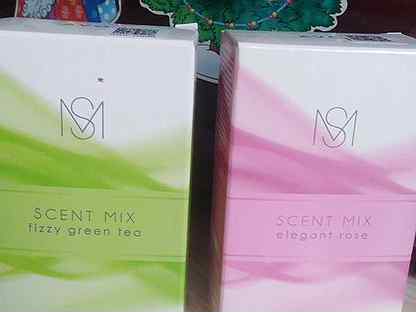 SM
SCENT MIX
fizzy green tea
SM
SCENT MIX
elegant rose